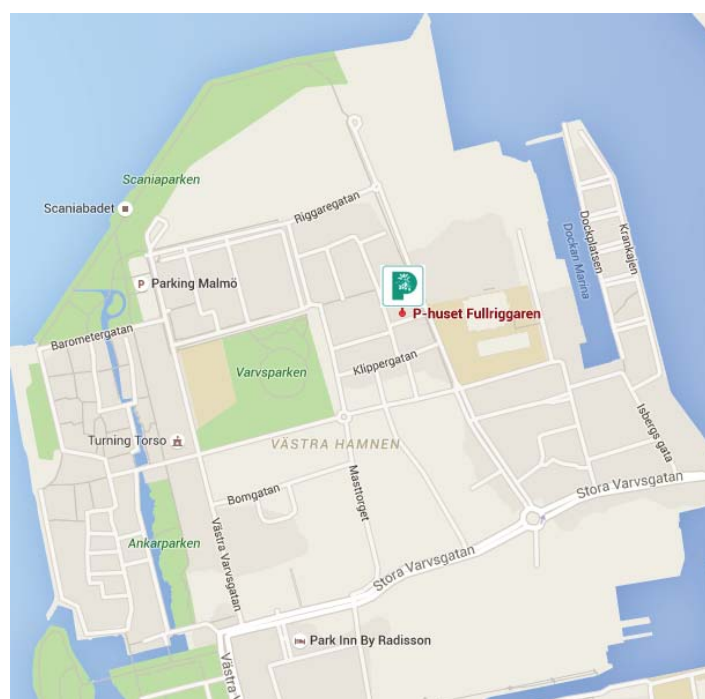 Scaniaparken
Scaniabadet
Riggaregatan
Dockplatsen
Krankajen
Dockan Marina
P
Parking Malmö
P
P-huset Fullriggaren
Barometergatan
Varvsparken
Klippergatan
Turning Torso
VÄSTRA HAMNEN
Isbergs gata
Bomgatan
Masttorget
Stora Varvsgatan
Västra Varvsgatan
Ankarparken
Stora Varvsgatan
Park Inn By Radisson